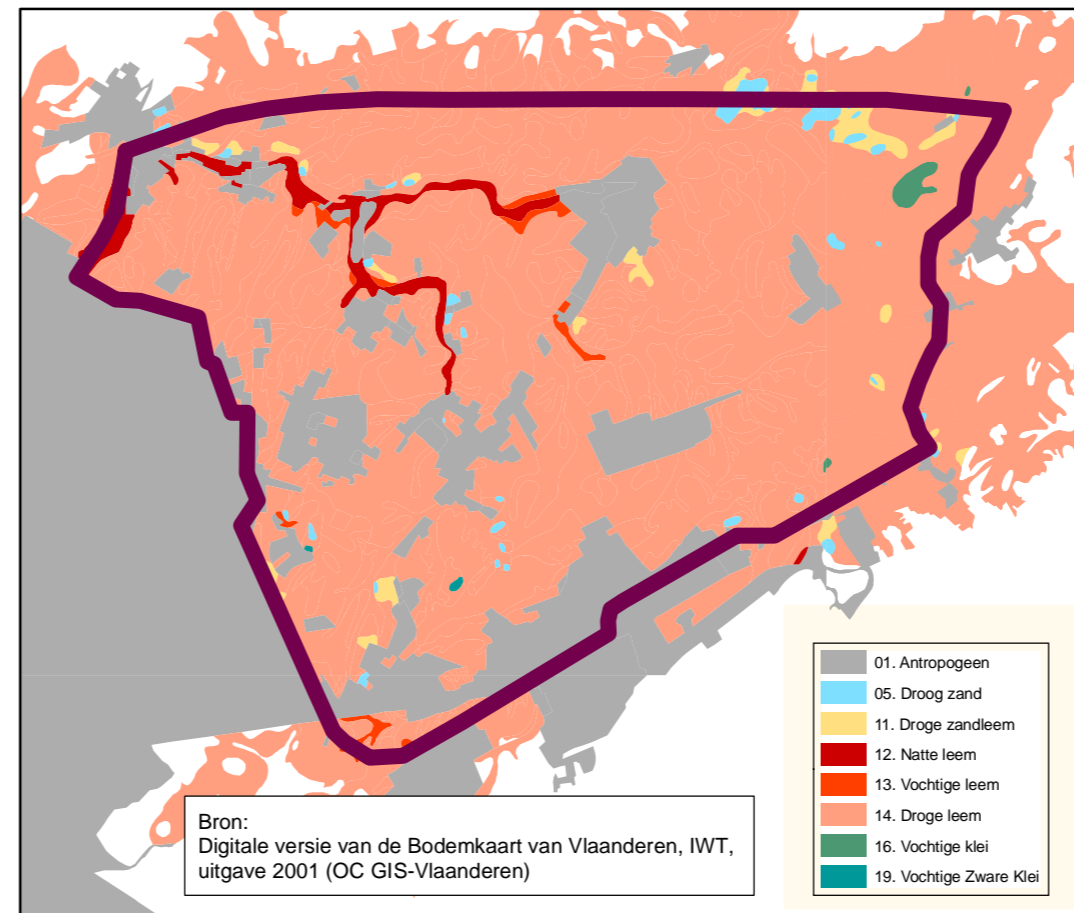 01. Antropogeen
05. Droog zand
11. Droge zandleem
12. Natte leem
13. Vochtige leem
14. Droge leem
16. Vochtige klei
19. Vochtige Zware Klei
Bron:
Digitale versie van de Bodemkaart van Vlaanderen, IWT,
uitgave 2001 (OC GIS-Vlaanderen)